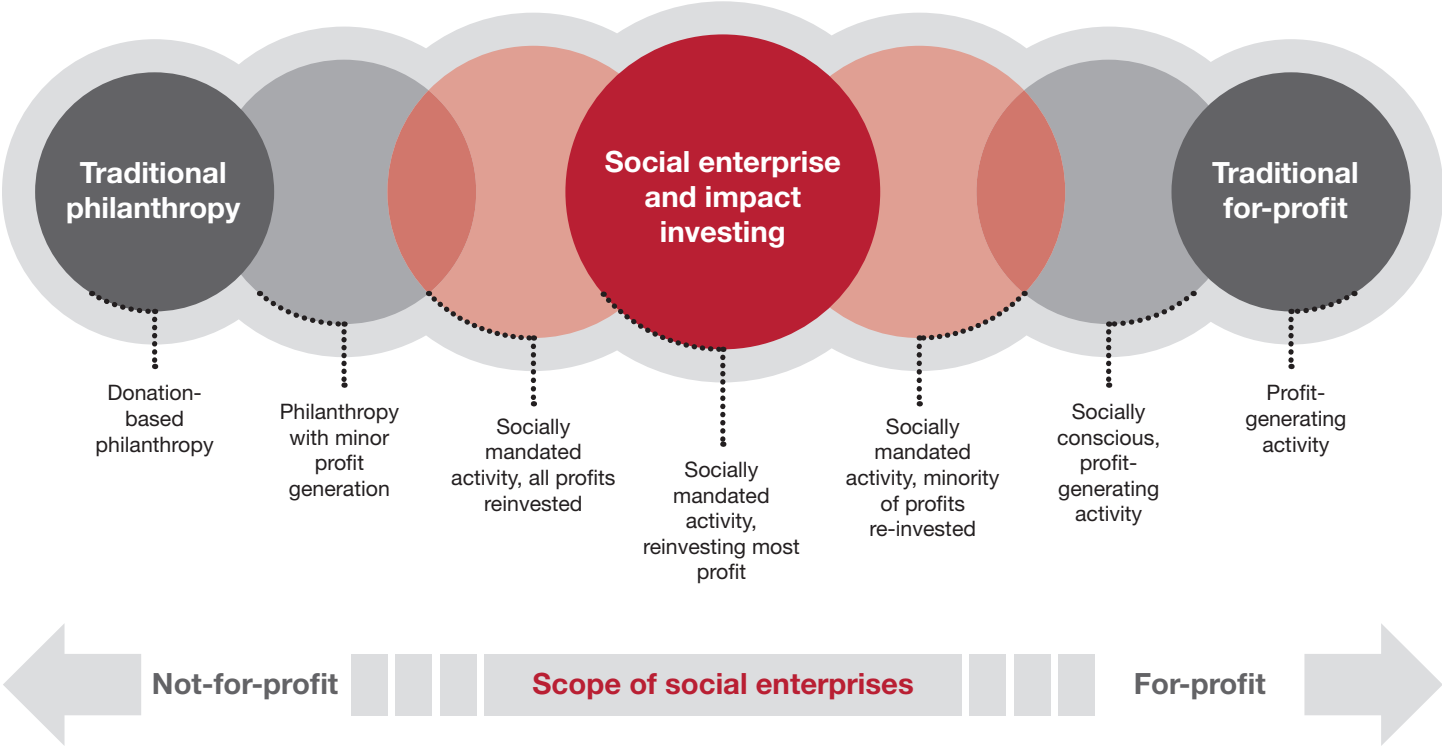 Traditional
philanthropy
Social enterprise
and impact
investing
Traditional
for-profit
Donation-
based
philanthropy
Philanthropy
with minor
profit
generation
Socially
mandated
activity, all profits
reinvested
Socially
mandated
activity,
reinvesting most
profit
Socially
mandated
activity, minority
of profits
re-invested
Socially
conscious,
profit-
generating
activity
Profit-
generating
activity
Not-for-profit
Scope of social enterprises
For-profit